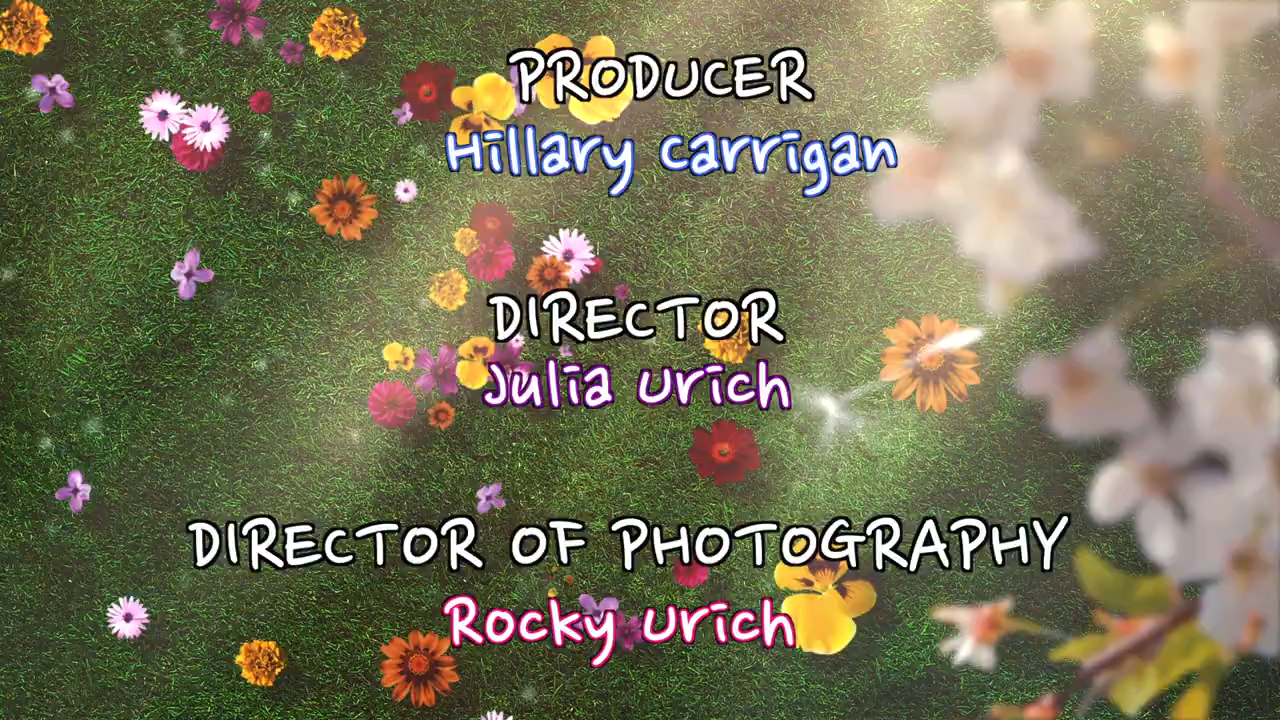 PRODUCER
Hillary Carrigan
DIRECTOR
Julia Urich
DIRECTOR OF PHOTOGRAPHY
Rocky Urich